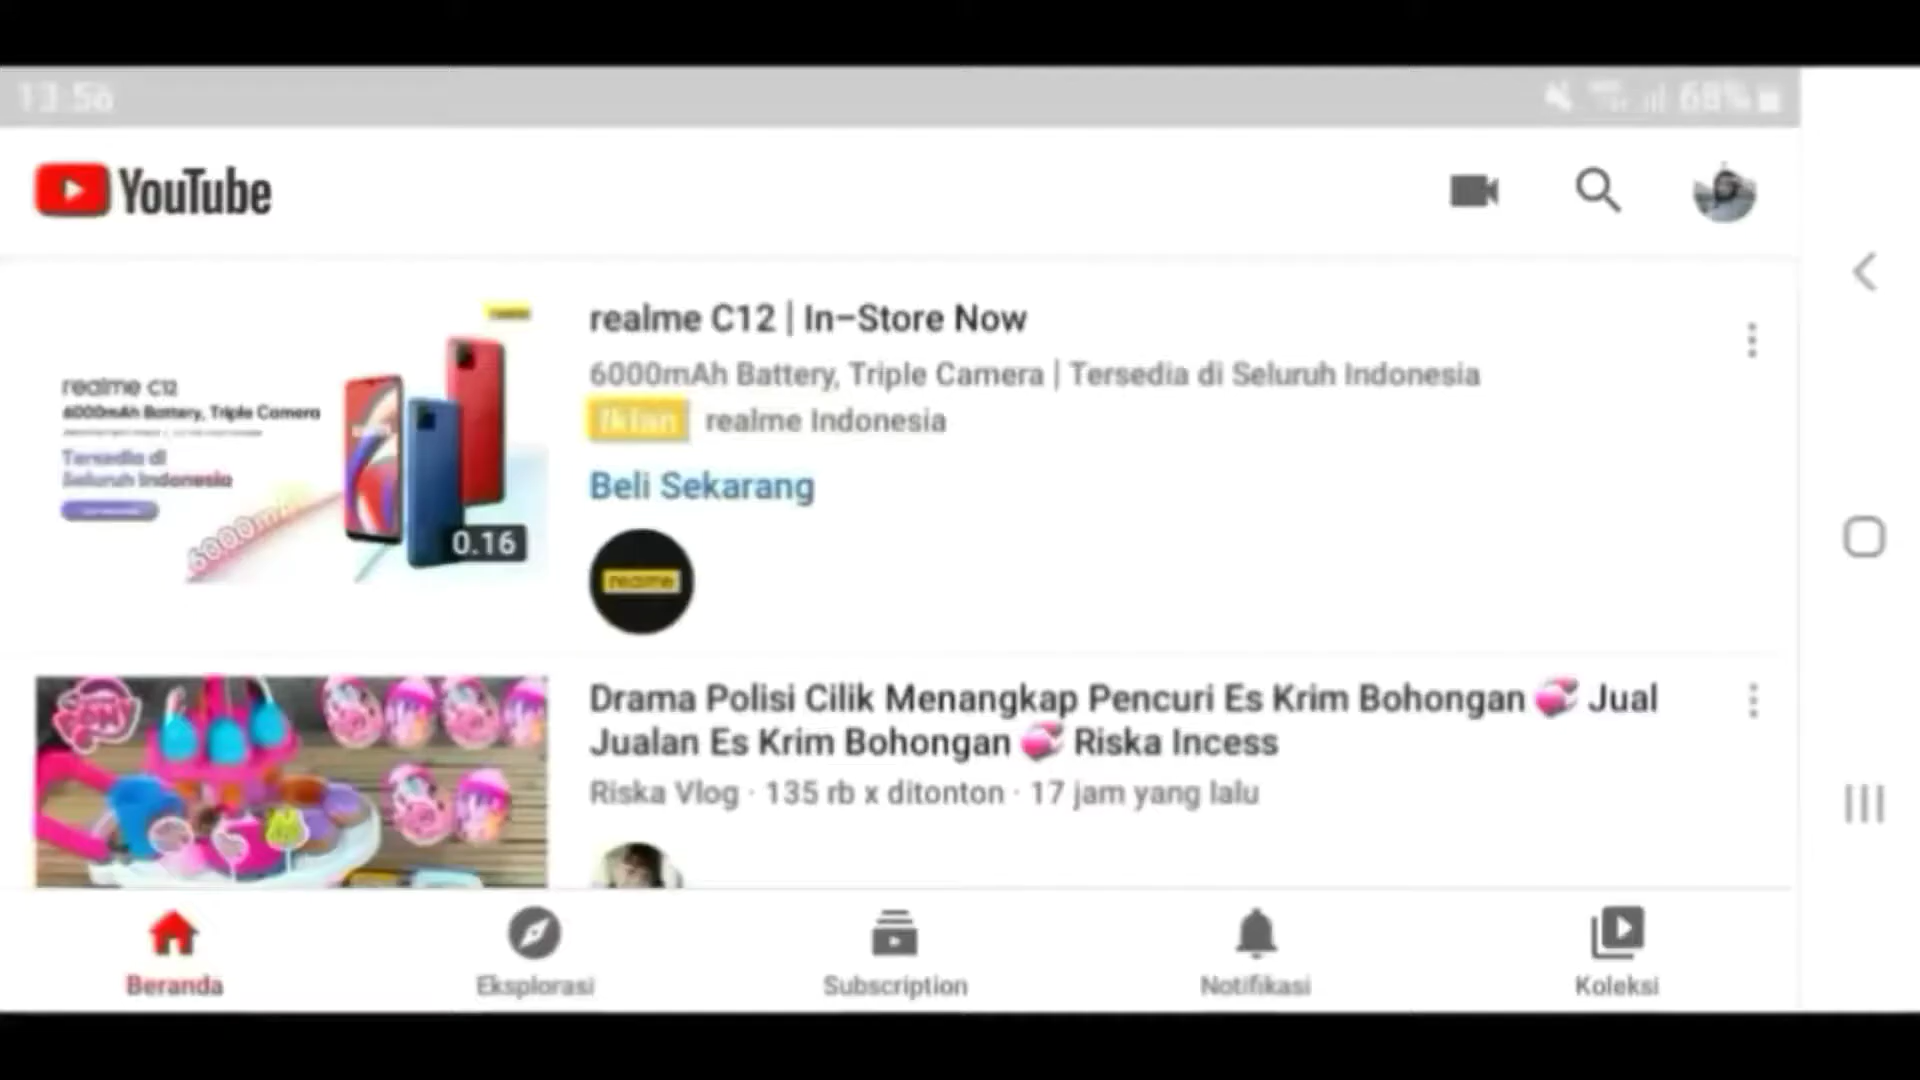 13.56
68%
YouTube
realme C12 | In-Store Now
6000mAh Battery, Triple Camera | Tersedia di Seluruh Indonesia
Iklan realme Indonesia
Beli Sekarang
realme
realme C12
6000mAh Battery, Triple Camera
Tersedia di
Seluruh Indonesia
6000m
0.16
Drama Polisi Cilik Menangkap Pencuri Es Krim Bohongan 💞 Jual
Jualan Es Krim Bohongan 💞 Riska Incess
Riska Vlog · 135 rb x ditonton · 17 jam yang lalu
Beranda
Eksplorasi
Subscription
Notifikasi
Koleksi